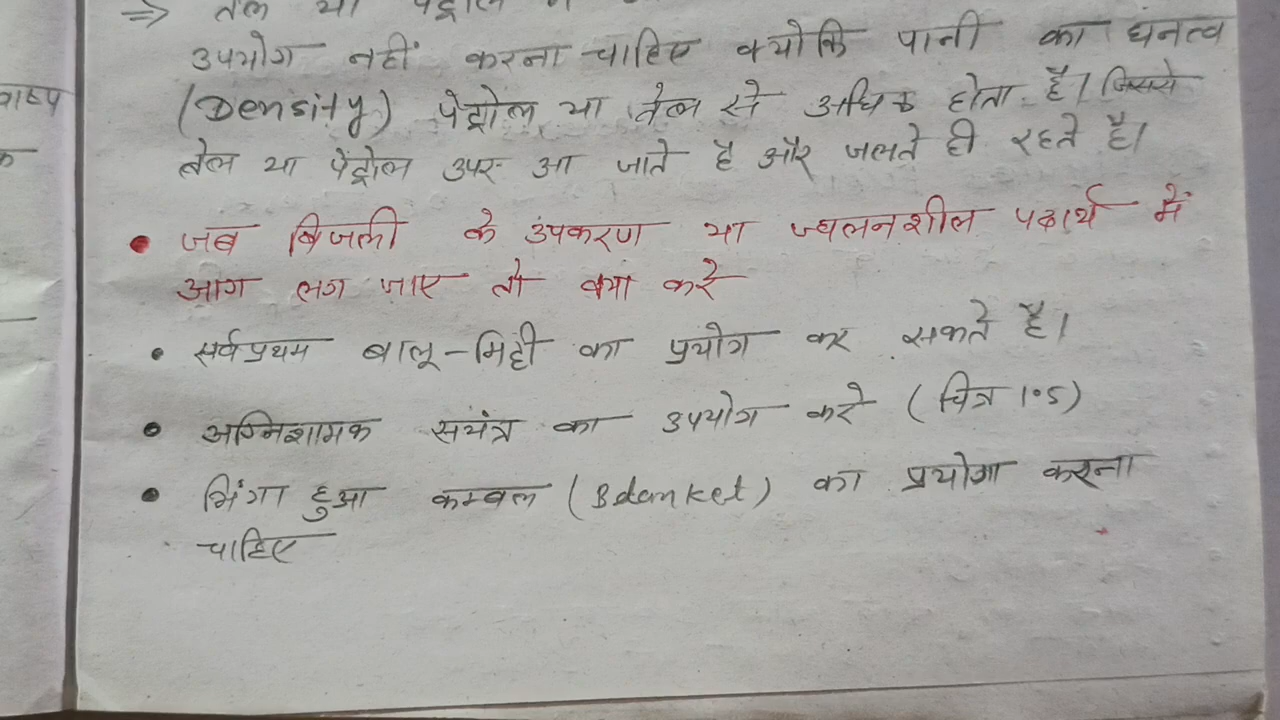 ⇒ तेल या पेट्रोल में
उपयोग नहीं करना चाहिए क्योकि पानी का घनत्व
(Density) पेट्रोल या तेल से अधिक होता है। जिससे
तेल या पेट्रोल उपर आ जाते है और जलते ही रहते है।
• जब बिजली के उपकरण या ज्वलनशील पदार्थ में
आग लग जाए तो क्या करे
• सर्वप्रथम बालू-मिट्टी का प्रयोग कर सकते है।
• अग्निशामक सयंत्र का उपयोग करे (चित्र 1.5)
• भिंगा हुआ कम्बल (Blanket) का प्रयोग करना
चाहिए